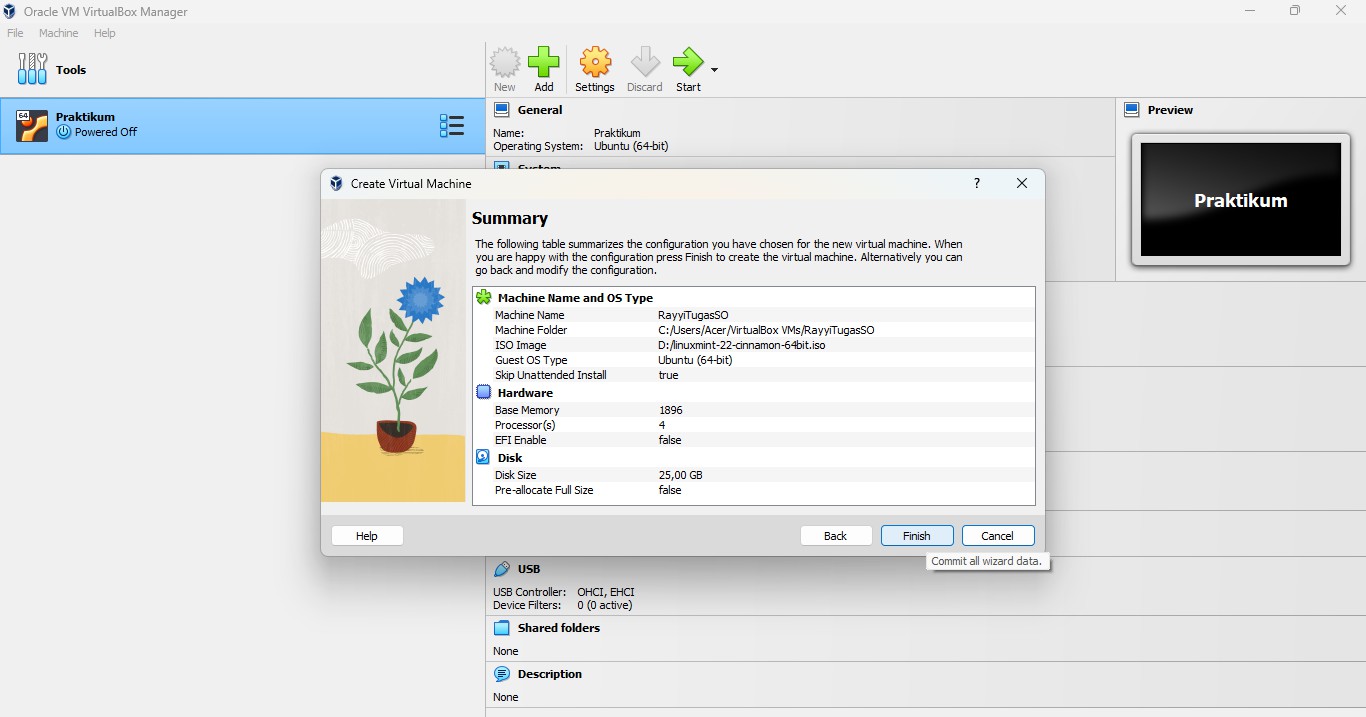 Oracle VM VirtualBox Manager
File Machine Help
Tools
New Add Settings Discard Start
64 Praktikum
Powered Off
General
Name: Praktikum
Operating System: Ubuntu (64-bit)
System
Preview
Praktikum
Create Virtual Machine ?
Summary
The following table summarizes the configuration you have chosen for the new virtual machine. When
you are happy with the configuration press Finish to create the virtual machine. Alternatively you can
go back and modify the configuration.
Machine Name and OS Type
Machine Name RayyiTugasSO
Machine Folder C:/Users/Acer/VirtualBox VMs/RayyiTugasSO
ISO Image D:/linuxmint-22-cinnamon-64bit.iso
Guest OS Type Ubuntu (64-bit)
Skip Unattended Install true
Hardware
Base Memory 1896
Processor(s) 4
EFI Enable false
Disk
Disk Size 25,00 GB
Pre-allocate Full Size false
Help Back Finish Cancel
Commit all wizard data.
USB
USB Controller: OHCI, EHCI
Device Filters: 0 (0 active)
Shared folders
None
Description
None